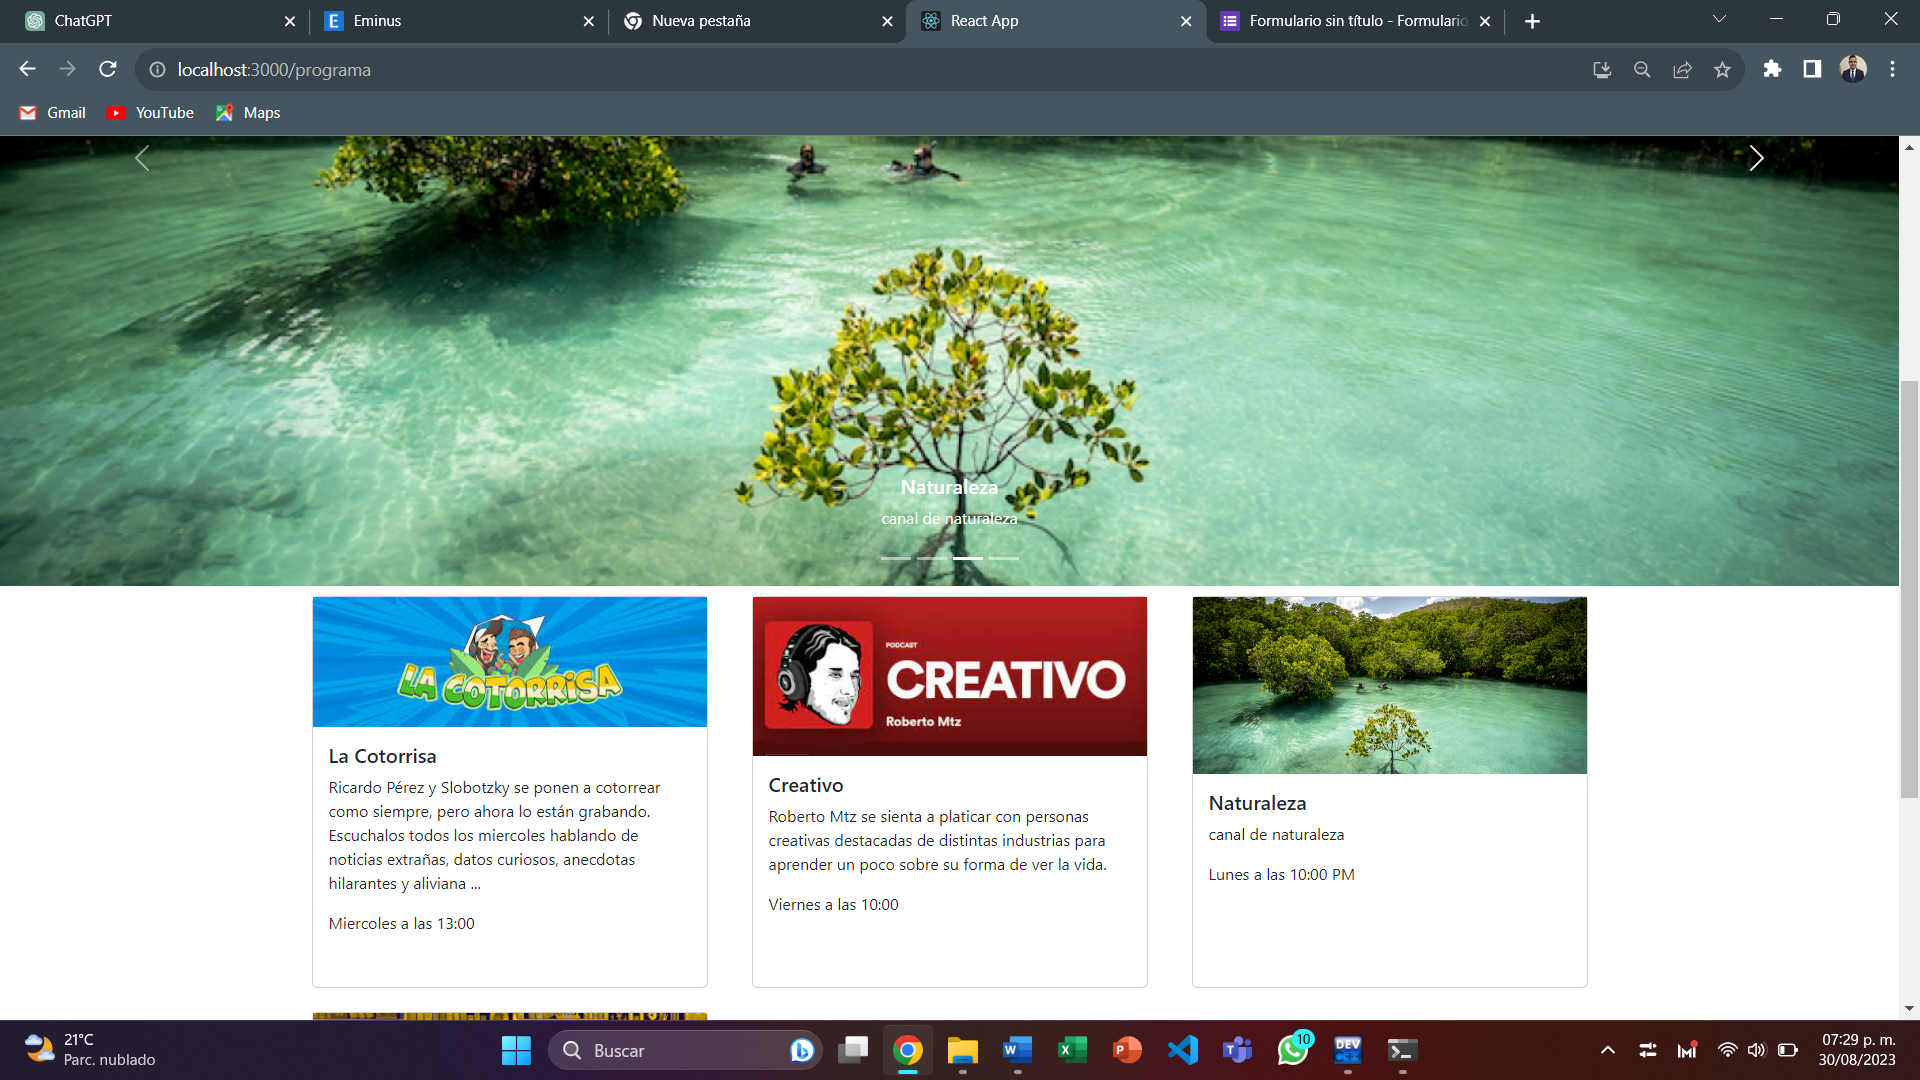 ChatGPT
Eminus
Nueva pestaña
React App
Formulario sin título - Formulario
localhost:3000/programa
Gmail
YouTube
Maps
Naturaleza
canal de naturaleza
LA COTORRISA
La Cotorrisa
Ricardo Pérez y Slobotzky se ponen a cotorrear
como siempre, pero ahora lo están grabando.
Escuchalos todos los miercoles hablando de
noticias extrañas, datos curiosos, anecdotas
hilarantes y aliviana ...
Miercoles a las 13:00
PODCAST
CREATIVO
Roberto Mtz
Creativo
Roberto Mtz se sienta a platicar con personas
creativas destacadas de distintas industrias para
aprender un poco sobre su forma de ver la vida.
Viernes a las 10:00
Naturaleza
canal de naturaleza
Lunes a las 10:00 PM
21°C
Parc. nublado
Buscar
10
DEV
C++
07:29 p. m.
30/08/2023